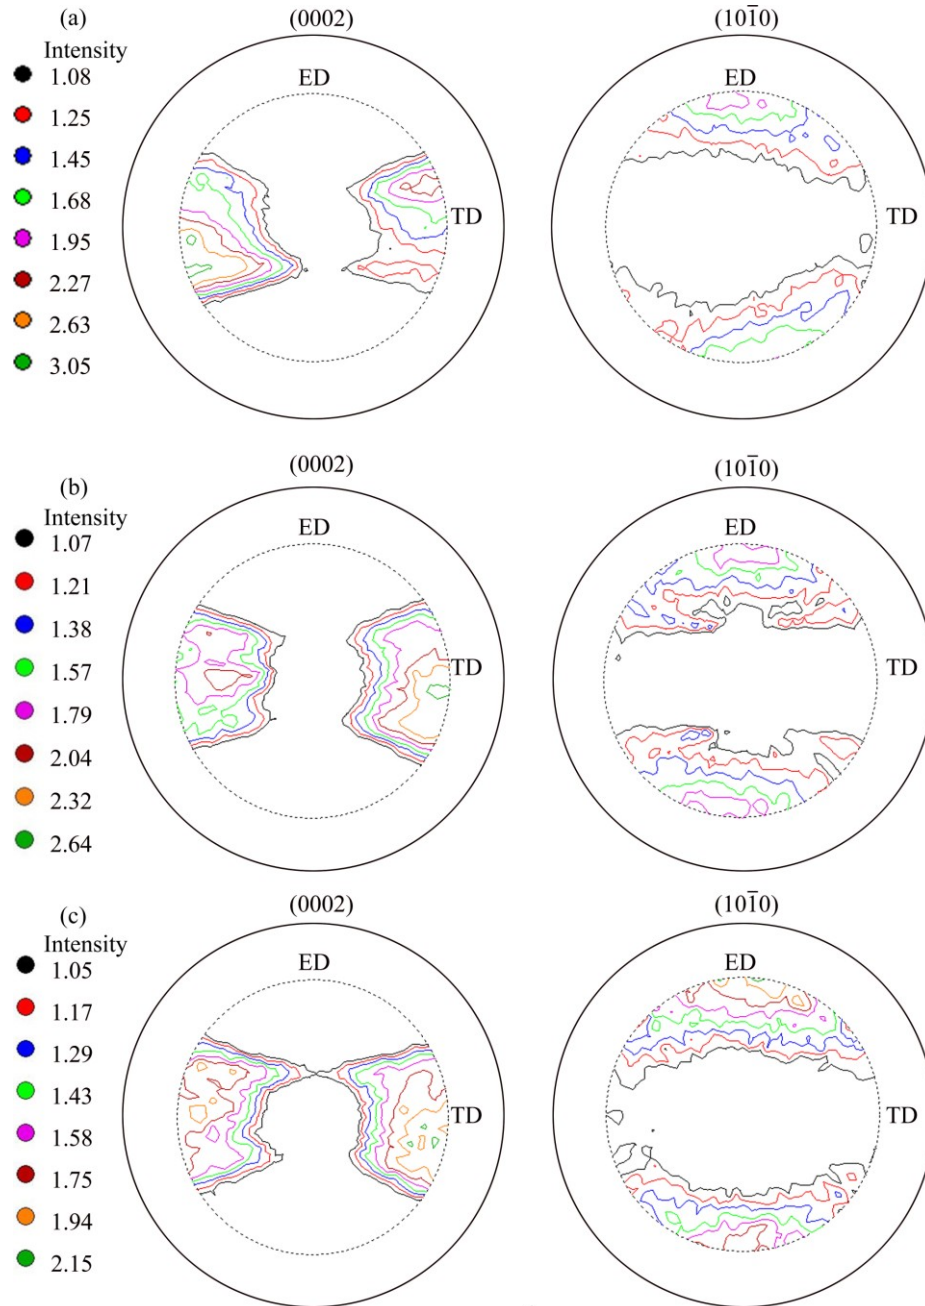 (a)
(0002)
(101̄0)
Intensity
1.08
1.25
1.45
1.68
1.95
2.27
2.63
3.05
ED
TD
ED
(b)
(0002)
(101̄0)
Intensity
1.07
1.21
1.38
1.57
1.79
2.04
2.32
2.64
ED
TD
ED
(c)
(0002)
(101̄0)
Intensity
1.05
1.17
1.29
1.43
1.58
1.75
1.94
2.15
ED
TD
ED